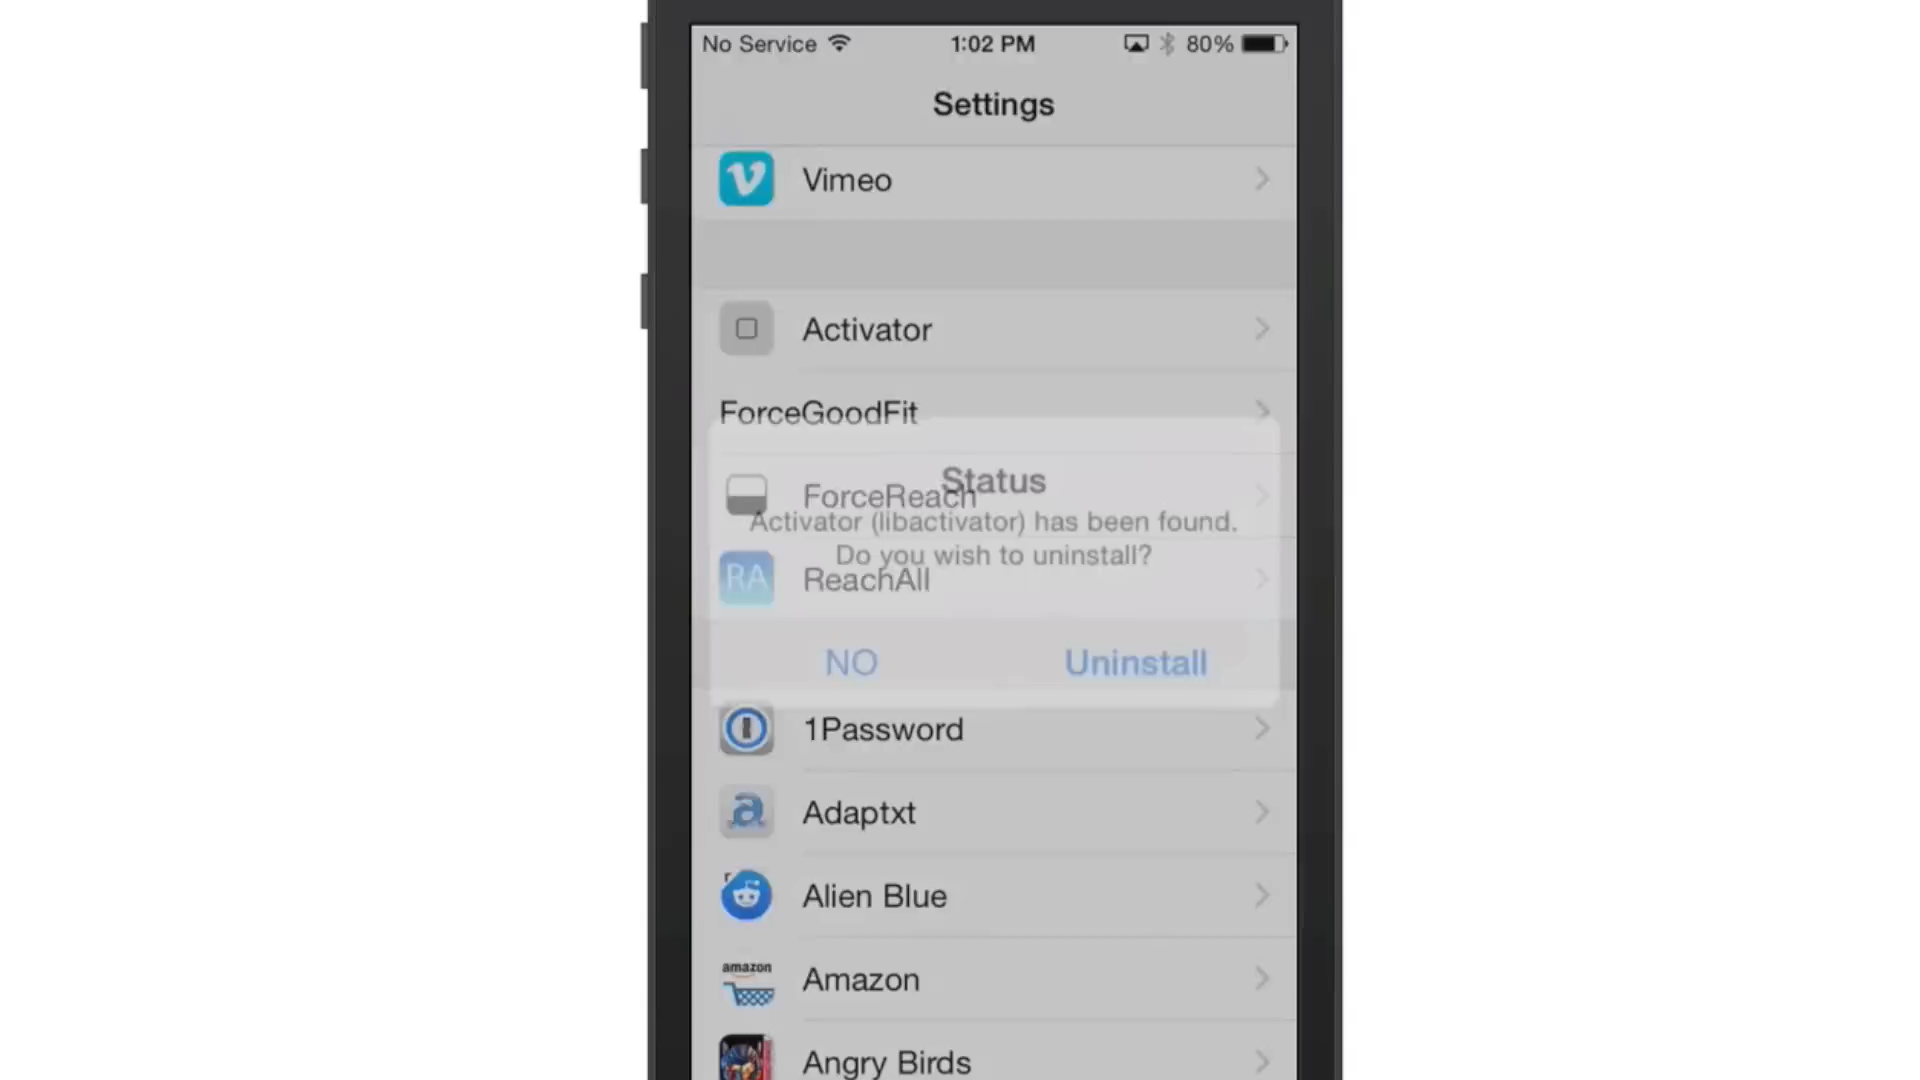 No Service 1:02 PM 80%
Settings
Vimeo
Activator
ForceGoodFit
Status
ForceReach
Activator (libactivator) has been found.
Do you wish to uninstall?
RA ReachAll
NO Uninstall
1Password
Adaptxt
Alien Blue
amazon
Amazon
Angry Birds